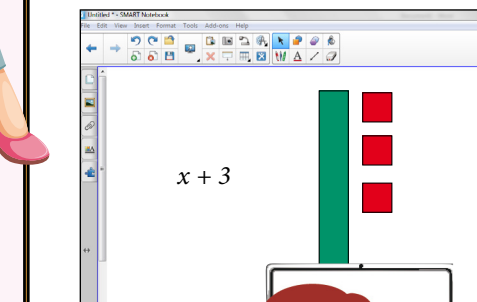 Untitled * - SMART Notebook
File Edit View Insert Format Tools Add-ons Help
A
x + 3